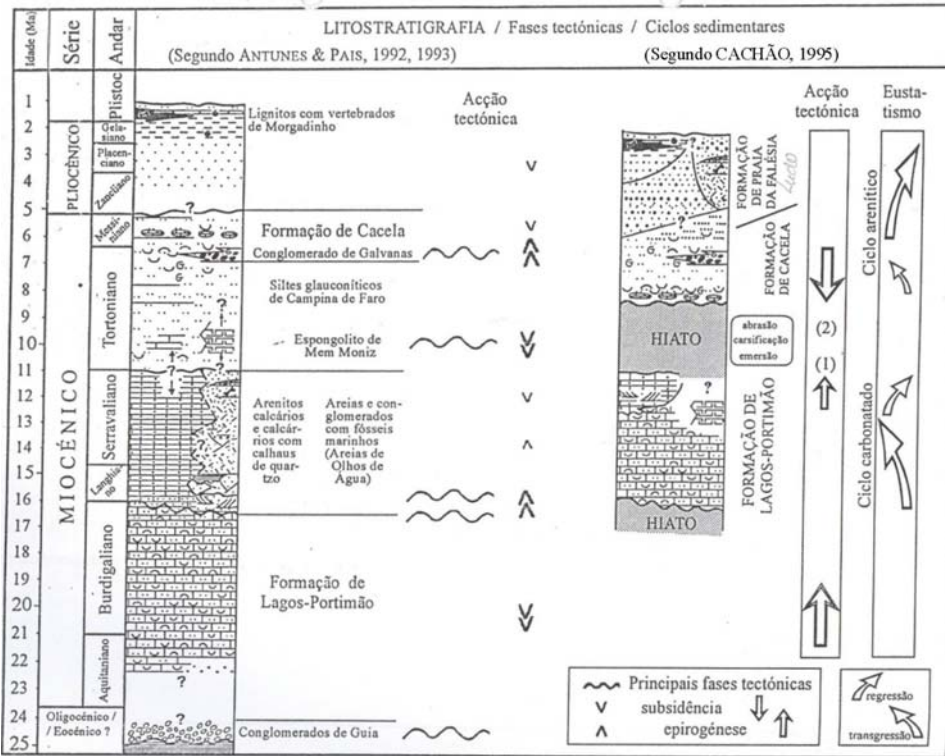 LITOSTRATIGRAFIA / Fases tectónicas / Ciclos sedimentares
(Segundo ANTUNES & PAIS, 1992, 1993)
(Segundo CACHÃO, 1995)
Idade (Ma)
Série
Andar
Acção
tectónica
Acção
tectónica
Eusta-
tismo
1
2
3
4
5
6
7
8
9
10
11
12
13
14
15
16
17
18
19
20
21
22
23
24
25
PLIOCÉNICO
MIOCÉNICO
Oligocénico /
/ Eocénico ?
Plistoc
Gela-
siano
Placen-
ciano
Zancliano
Messi-
niano
Tortoniano
Serravaliano
Langhia-
no
Burdigaliano
Aquitaniano
?
?
?
?
?
?
?
?
Lignitos com vertebrados
de Morgadinho
Formação de Cacela
Conglomerado de Galvanas
Siltes glauconíticos
de Campina de Faro
Espongolito de
Mem Moniz
Arenitos
calcários
e calcá-
rios com
calhaus
de quar-
tzo
Areias e con-
glomerados
com fósseis
marinhos
(Areias de
Olhos de
Água)
Formação de
Lagos-Portimão
Conglomerados de Guia
?
?
HIATO
?
HIATO
FORMAÇÃO
DE PRAIA
DA FALÉSIA
FORMAÇÃO
DE CACELA
abrasão
carsificação
emersão
FORMAÇÃO DE
LAGOS-PORTIMÃO
(2)
(1)
Ciclo arenítico
Ciclo carbonatado
Principais fases tectónicas
subsidência
epirogénese
regressão
transgressão